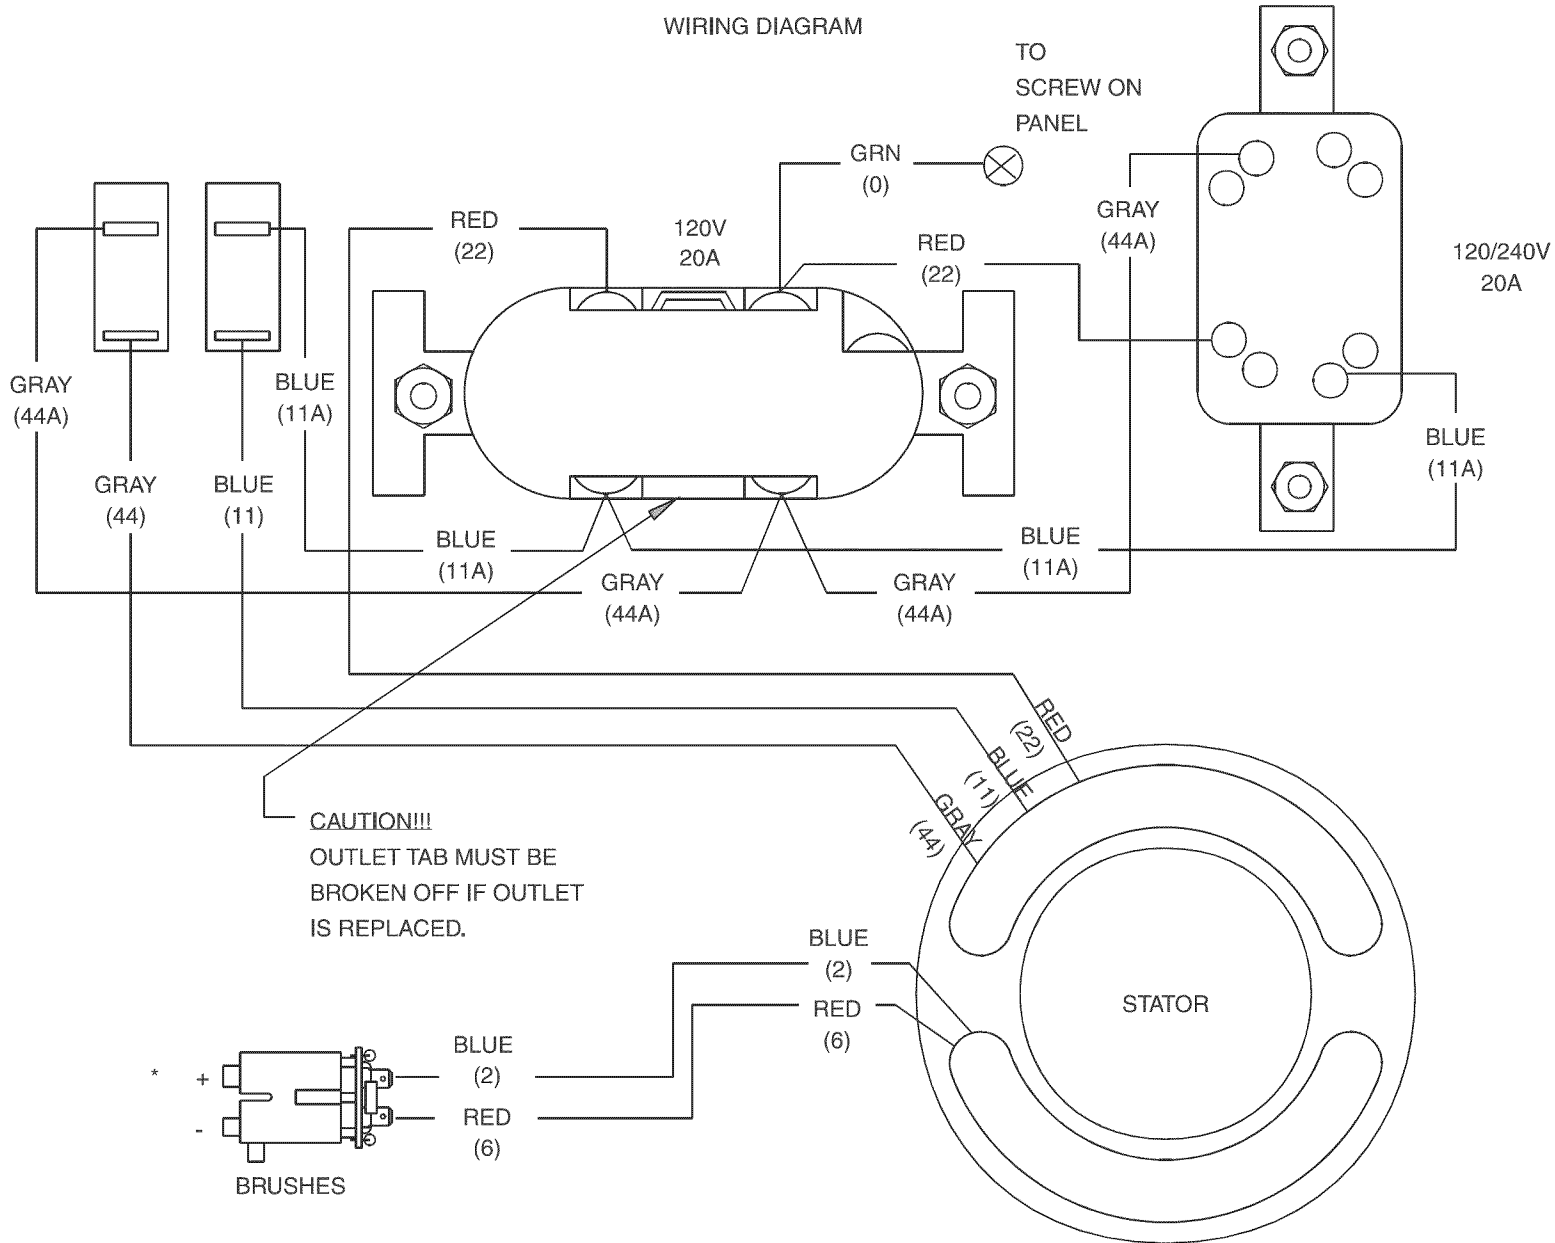 WIRING DIAGRAM
TO
SCREW ON
PANEL
GRN
(0)
RED
(22)
120V
20A
RED
(22)
GRAY
(44A)
120/240V
20A
GRAY
(44A)
BLUE
(11A)
GRAY
(44)
BLUE
(11)
BLUE
(11A)
BLUE
(11A)
BLUE
(11A)
GRAY
(44A)
GRAY
(44A)
RED
(22)
BLUE
(11)
GRAY
(44)
CAUTION!!!
OUTLET TAB MUST BE
BROKEN OFF IF OUTLET
IS REPLACED.
BLUE
(2)
RED
(6)
STATOR
BLUE
(2)
RED
(6)
* +
-
BRUSHES